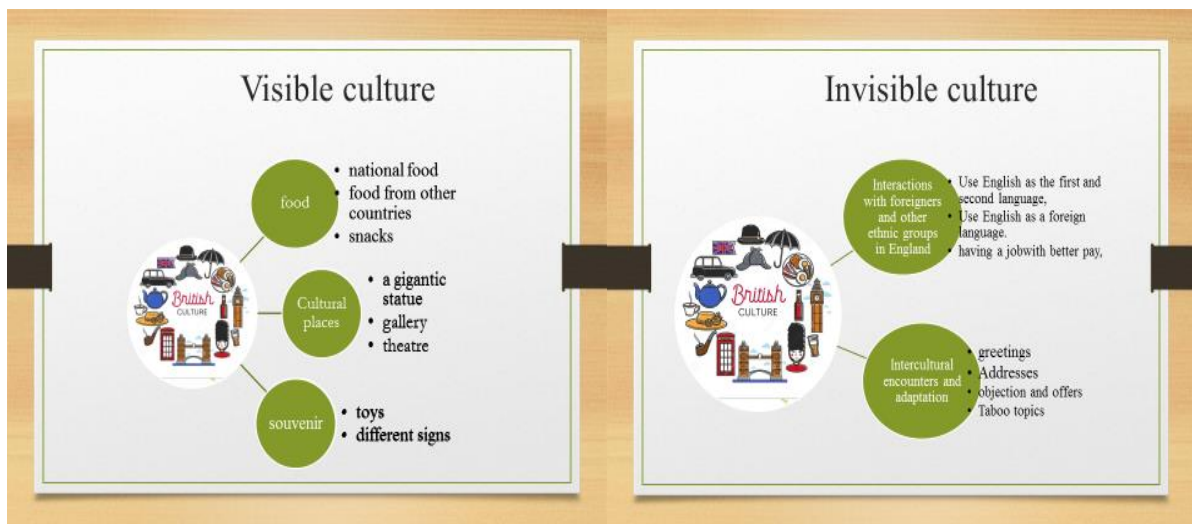 Visible culture
food
• national food
• food from other
countries
• snacks
Cultural
places
• a gigantic
statue
• gallery
• theatre
souvenir
• toys
• different signs
British
CULTURE
Invisible culture
Interactions
with foreigners
and other
ethnic groups
in England
• Use English as the first and
second language,
• Use English as a foreign
language.
• having a jobwith better pay,
Intercultural
encounters and
adaptation
• greetings
• Addresses
• objection and offers
• Taboo topics
British
CULTURE